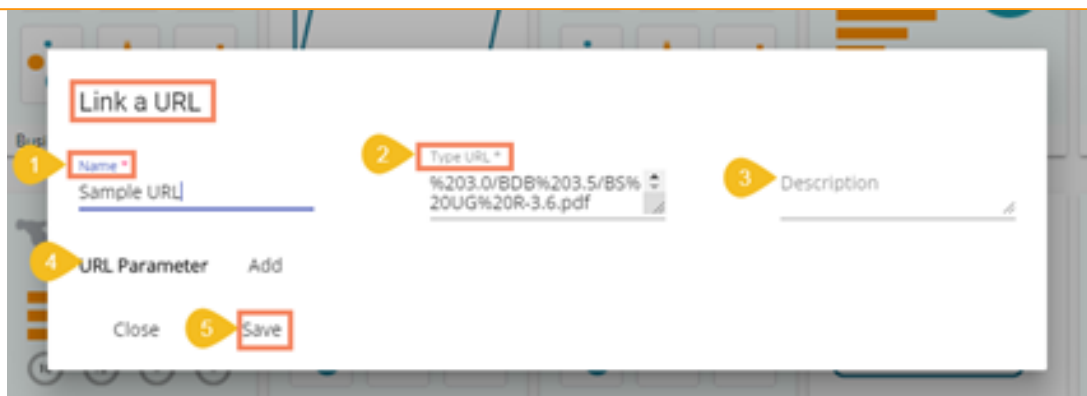 Link a URL
Busi
1 Name *
Sample URL
2 Type URL *
%203.0/BDB%203.5/BS%
20UG%20R-3.6.pdf
3 Description
4 URL Parameter Add
Close 5 Save